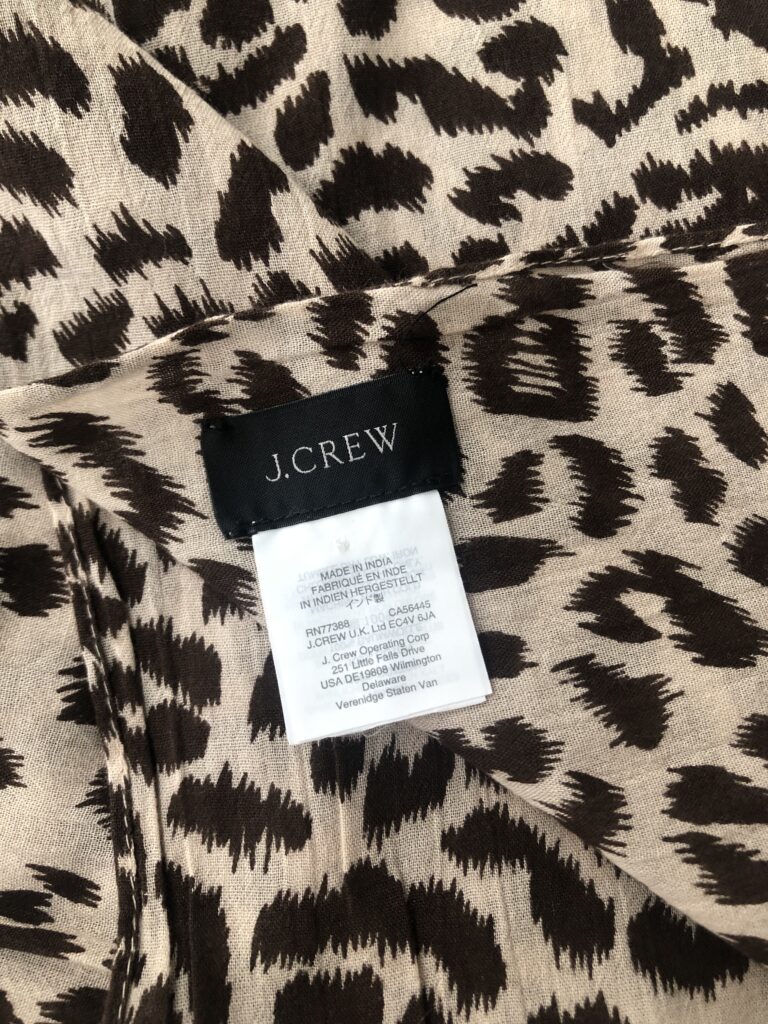 J.CREW
MADE IN INDIA
FABRIQUÉ EN INDE
IN INDIEN HERGESTELLT
インド製
RN77388 CA56445
J.CREW U.K. Ltd EC4V 6JA
J. Crew Operating Corp
251 Little Falls Drive
USA DE19808 Wilmington
Delaware
Verenidge Staten Van